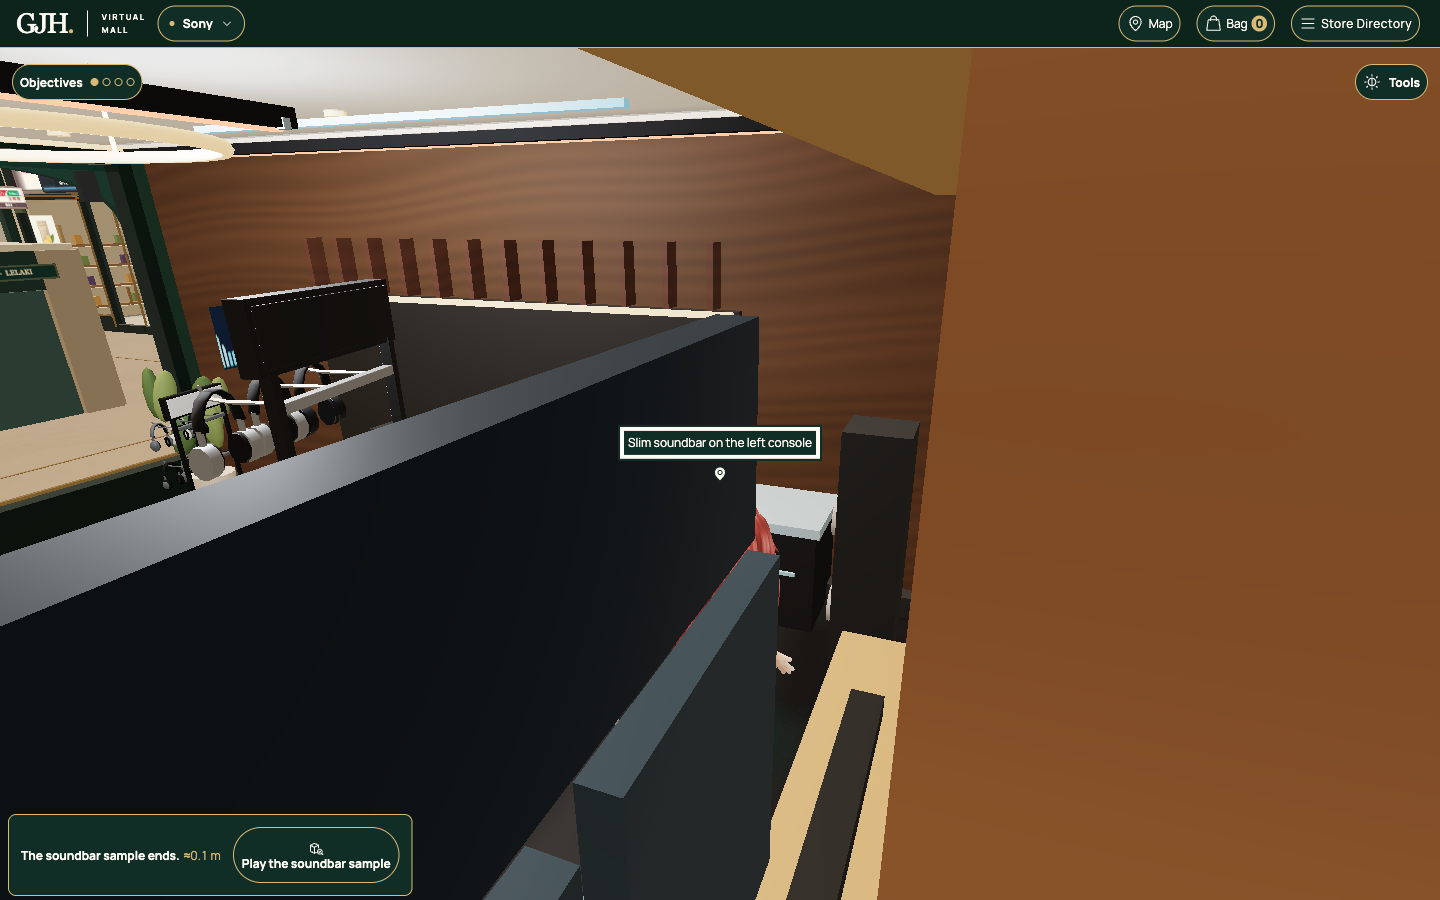 GJH.
VIRTUAL
MALL
Sony
Map
Bag 0
Store Directory
Objectives
Tools
LELAKI
Slim soundbar on the left console
The soundbar sample ends. ≈0.1 m
Play the soundbar sample